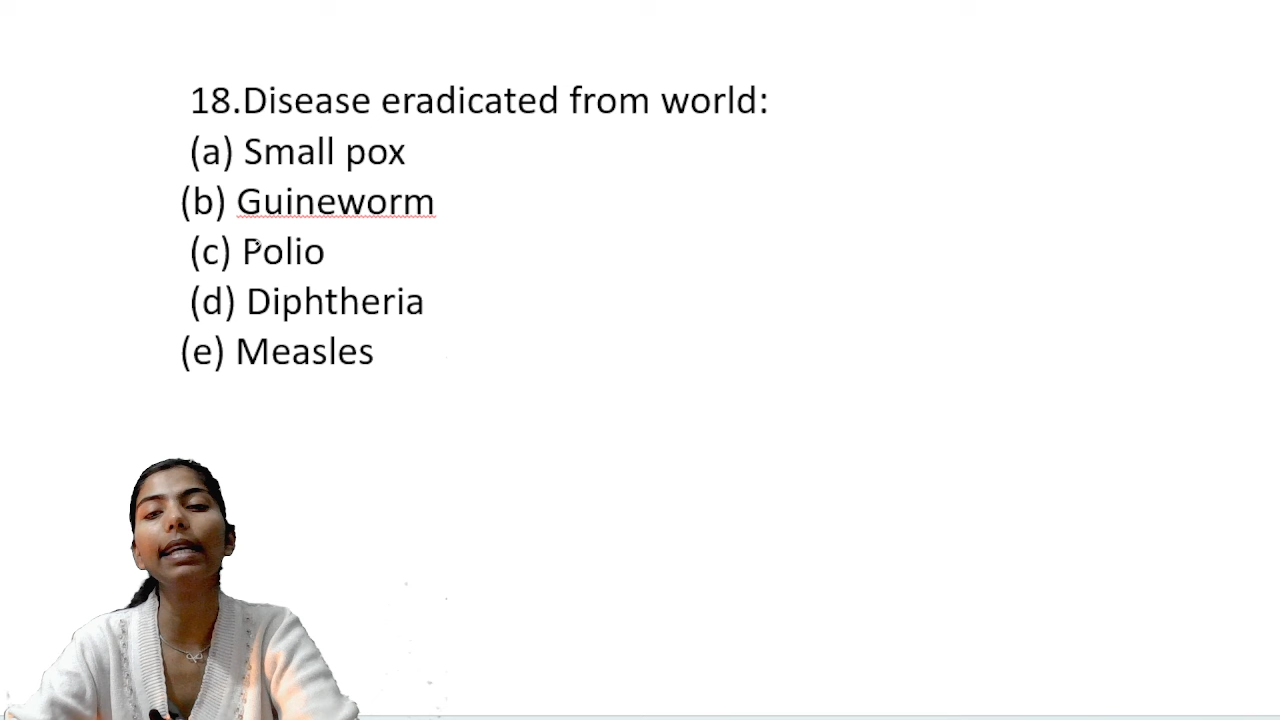 18.Disease eradicated from world:
(a) Small pox
(b) Guineworm
(c) Polio
(d) Diphtheria
(e) Measles